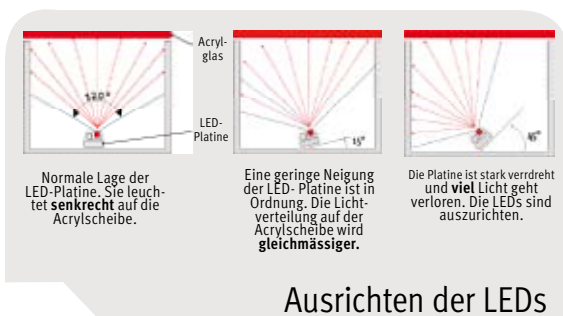 Acryl-
glas
120°
LED-
Platine
15°
45°
Normale Lage der
LED-Platine. Sie leuch-
tet senkrecht auf die
Acrylscheibe.
Eine geringe Neigung
der LED- Platine ist in
Ordnung. Die Licht-
verteilung auf der
Acrylscheibe wird
gleichmässiger.
Die Platine ist stark verrdreht
und viel Licht geht
verloren. Die LEDs sind
auszurichten.
Ausrichten der LEDs